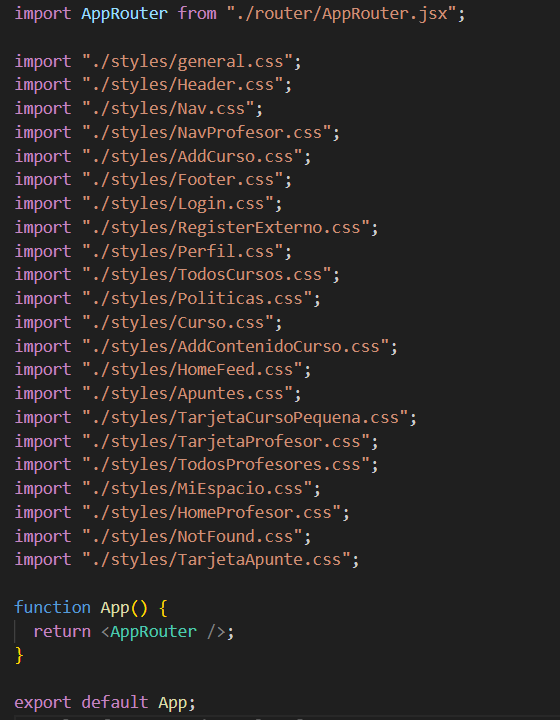 import AppRouter from "./router/AppRouter.jsx";
import "./styles/general.css";
import "./styles/Header.css";
import "./styles/Nav.css";
import "./styles/NavProfesor.css";
import "./styles/AddCurso.css";
import "./styles/Footer.css";
import "./styles/Login.css";
import "./styles/RegisterExterno.css";
import "./styles/Perfil.css";
import "./styles/TodosCursos.css";
import "./styles/Politicas.css";
import "./styles/Curso.css";
import "./styles/AddContenidoCurso.css";
import "./styles/HomeFeed.css";
import "./styles/Apuntes.css";
import "./styles/TarjetaCursoPequena.css";
import "./styles/TarjetaProfesor.css";
import "./styles/TodosProfesores.css";
import "./styles/MiEspacio.css";
import "./styles/HomeProfesor.css";
import "./styles/NotFound.css";
import "./styles/TarjetaApunte.css";
function App() {
return <AppRouter />;
}
export default App;